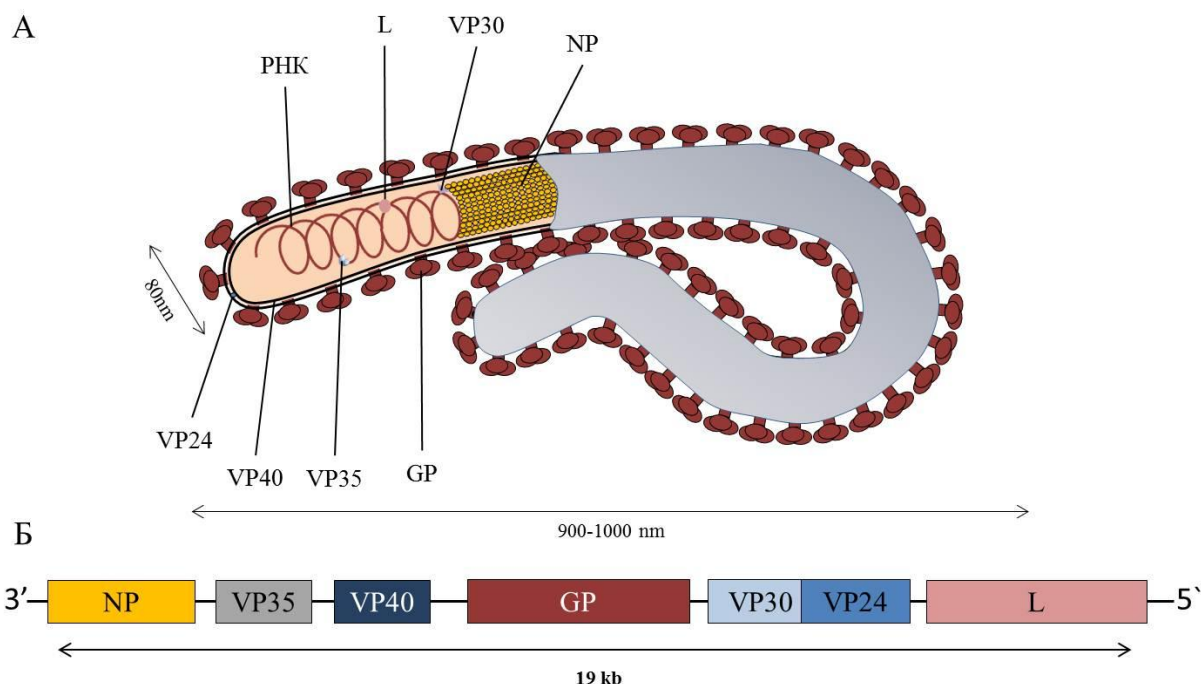 А
L
VP30
NP
РНК
80nm
VP24
VP40
VP35
GP
900-1000 nm
Б
3’ NP VP35 VP40 GP VP30 VP24 L 5`
19 kb